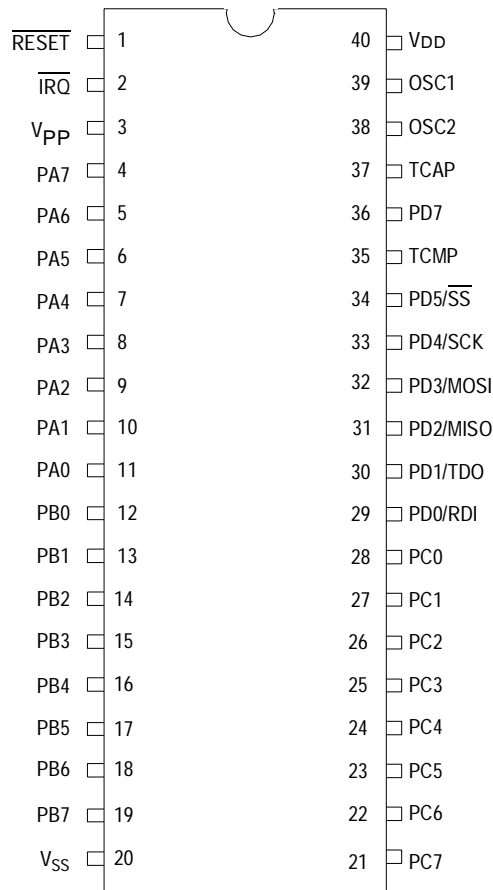 R̅E̅S̅E̅T̅ 1 40 VDD
I̅R̅Q̅ 2 39 OSC1
VPP 3 38 OSC2
PA7 4 37 TCAP
PA6 5 36 PD7
PA5 6 35 TCMP
PA4 7 34 PD5/S̅S̅
PA3 8 33 PD4/SCK
PA2 9 32 PD3/MOSI
PA1 10 31 PD2/MISO
PA0 11 30 PD1/TDO
PB0 12 29 PD0/RDI
PB1 13 28 PC0
PB2 14 27 PC1
PB3 15 26 PC2
PB4 16 25 PC3
PB5 17 24 PC4
PB6 18 23 PC5
PB7 19 22 PC6
VSS 20 21 PC7